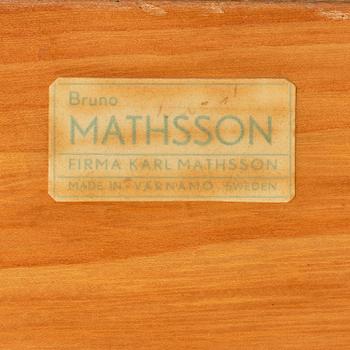 Bruno
MATHSSON
FIRMA KARL MATHSSON
MADE IN VÄRNAMO SWEDEN